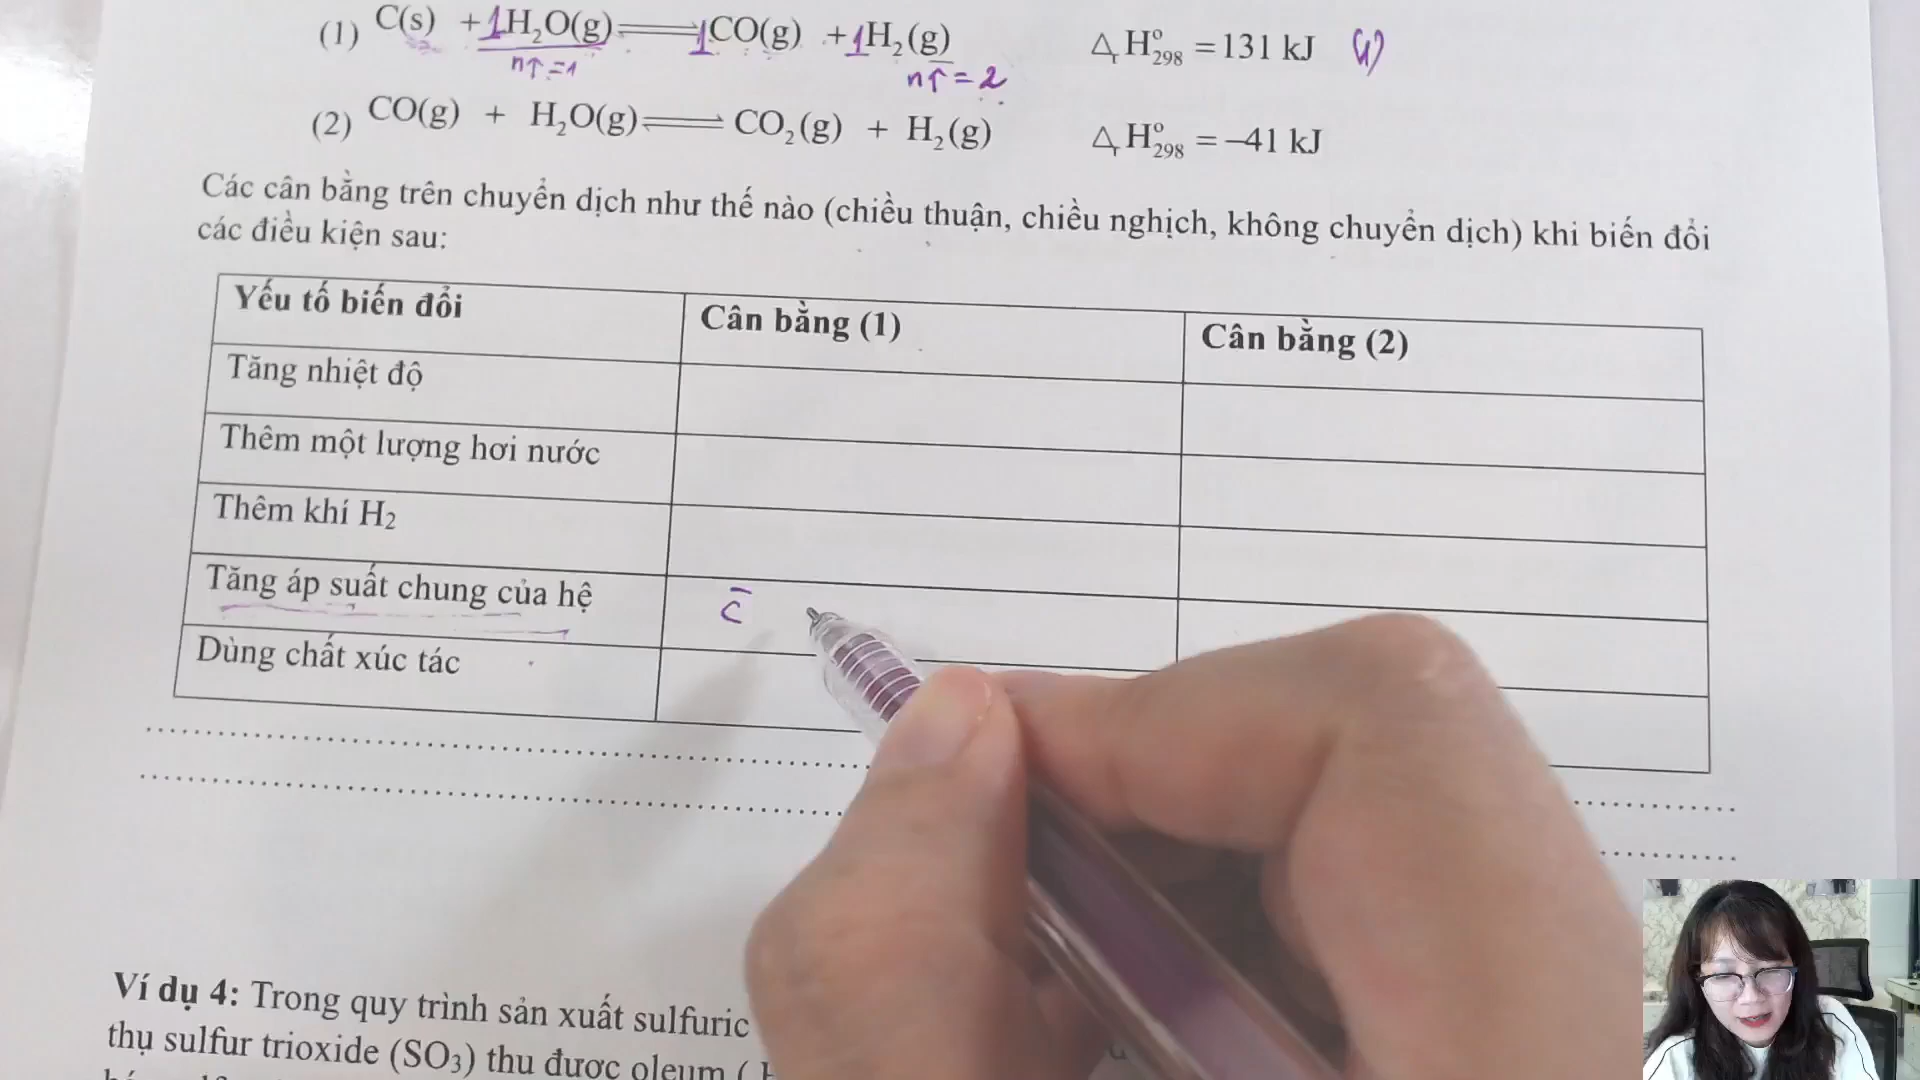 (1) C(s) + 1H₂O(g) ⇌ 1CO(g) + 1H₂(g) ΔᵣH°₂₉₈ = 131 kJ
n↑ = 1 n↑ = 2
(2) CO(g) + H₂O(g) ⇌ CO₂(g) + H₂(g) ΔᵣH°₂₉₈ = –41 kJ
Các cân bằng trên chuyển dịch như thế nào (chiều thuận, chiều nghịch, không chuyển dịch) khi biến đổi
các điều kiện sau:
Yếu tố biến đổi Cân bằng (1) Cân bằng (2)
Tăng nhiệt độ
Thêm một lượng hơi nước
Thêm khí H₂
Tăng áp suất chung của hệ
Dùng chất xúc tác
Ví dụ 4: Trong quy trình sản xuất sulfuric
thụ sulfur trioxide (SO₃) thu được oleum (